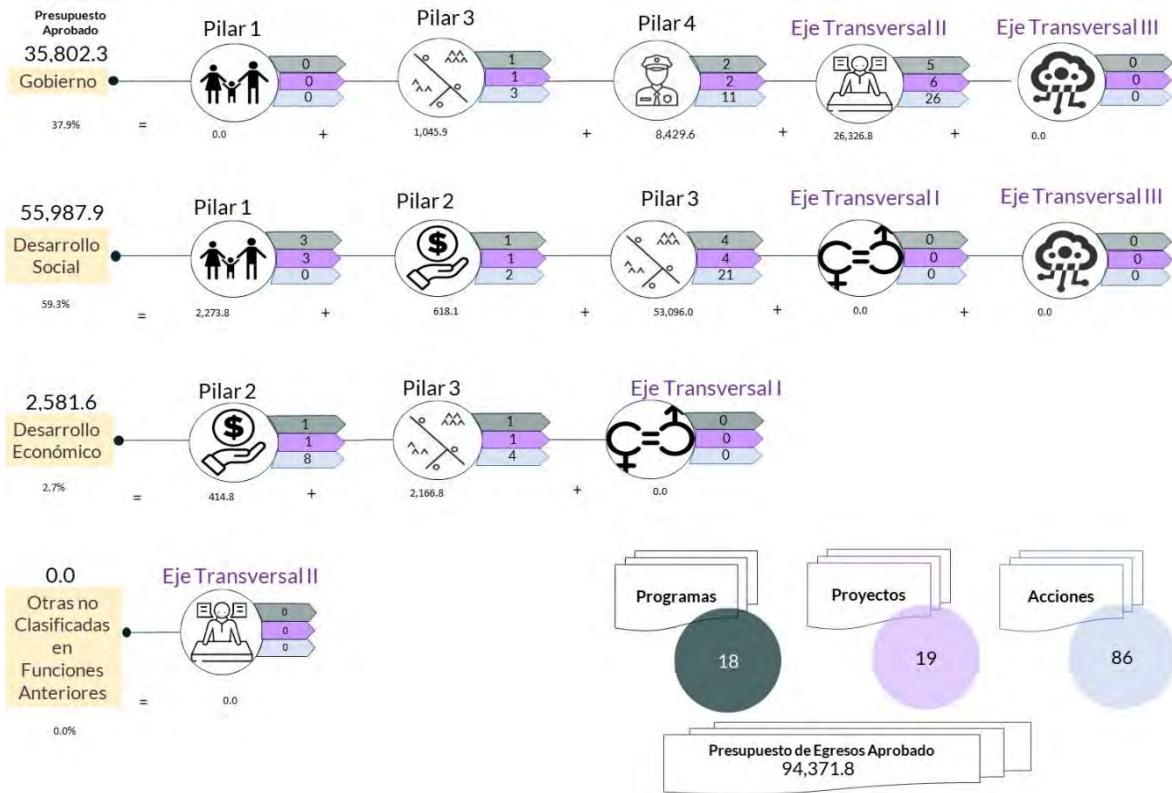 Presupuesto
Aprobado
35,802.3
Gobierno
37.9%
=
Pilar 1
0
0
0
0.0
+
Pilar 3
1
1
3
1,045.9
+
Pilar 4
2
2
11
8,429.6
+
Eje Transversal II
5
6
26
26,326.8
+
Eje Transversal III
0
0
0
0.0
55,987.9
Desarrollo
Social
59.3%
=
Pilar 1
3
3
0
2,273.8
+
Pilar 2
$
1
1
2
618.1
+
Pilar 3
4
4
21
53,096.0
+
Eje Transversal I
0
0
0
0.0
+
Eje Transversal III
0
0
0
0.0
2,581.6
Desarrollo
Económico
2.7%
=
Pilar 2
$
1
1
8
414.8
+
Pilar 3
1
1
4
2,166.8
+
Eje Transversal I
0
0
0
0.0
0.0
Otras no
Clasificadas
en
Funciones
Anteriores
0.0%
=
Eje Transversal II
0
0
0
0.0
Programas
18
Proyectos
19
Acciones
86
Presupuesto de Egresos Aprobado
94,371.8